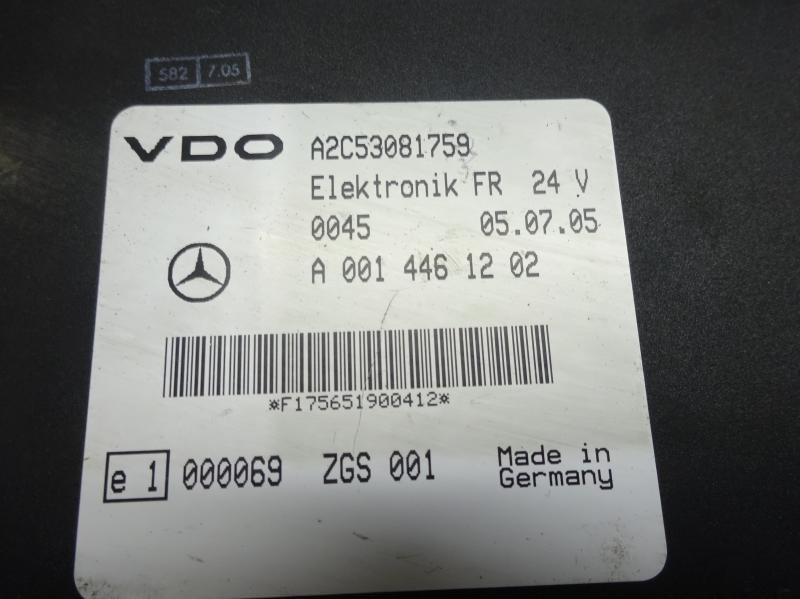 S82 7.05
VDO A2C53081759
Elektronik FR 24 V
0045 05.07.05
A 001 446 12 02
*F175651900412*
e 1 000069 ZGS 001 Made in
Germany